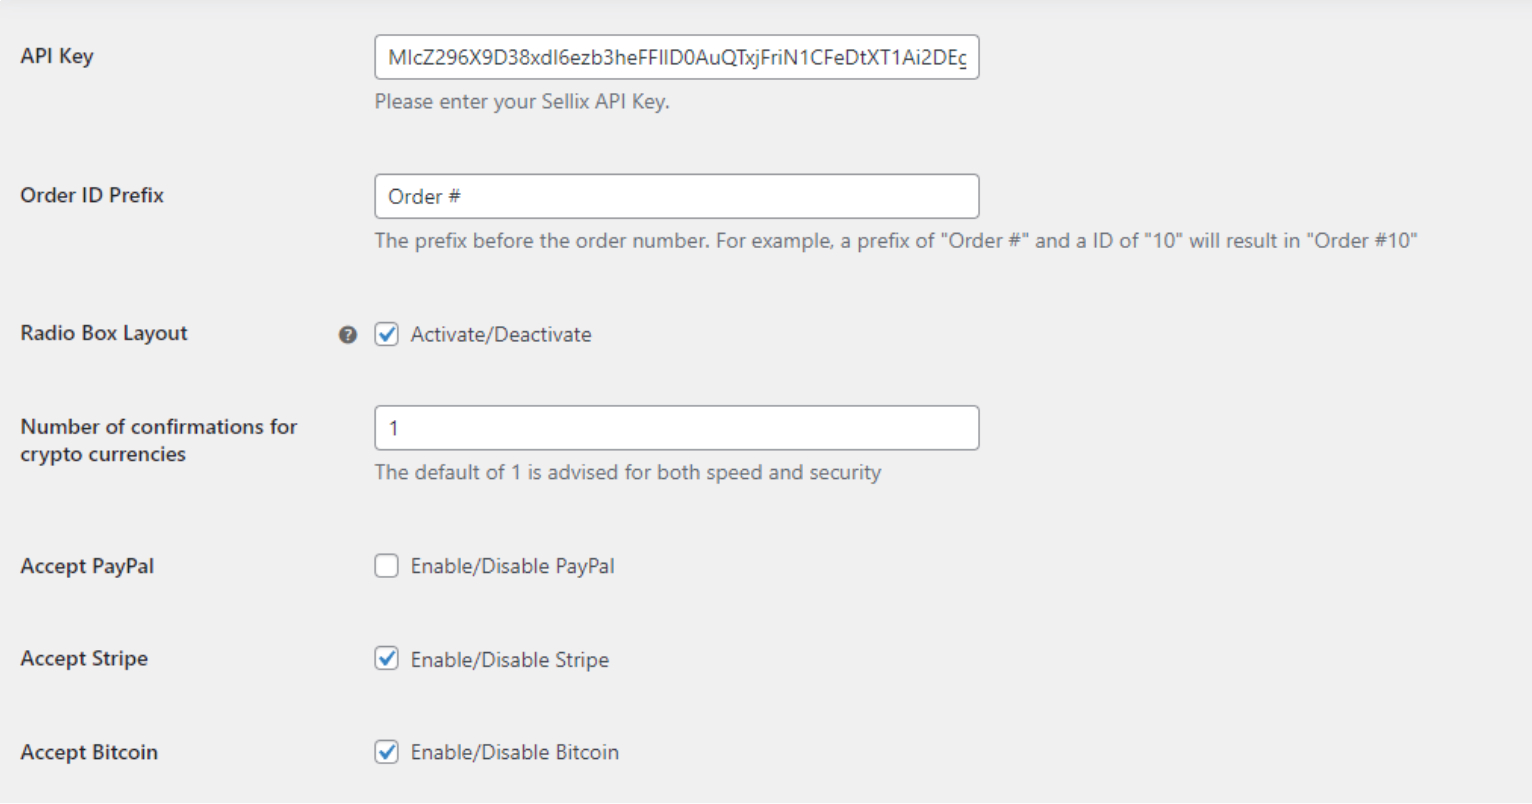 API Key
MIcZ296X9D38xdI6ezb3heFFIID0AuQTxjFriN1CFeDtXT1Ai2DEg
Please enter your Sellix API Key.
Order ID Prefix
Order #
The prefix before the order number. For example, a prefix of "Order #" and a ID of "10" will result in "Order #10"
Radio Box Layout
? Activate/Deactivate
Number of confirmations for
crypto currencies
1
The default of 1 is advised for both speed and security
Accept PayPal
Enable/Disable PayPal
Accept Stripe
Enable/Disable Stripe
Accept Bitcoin
Enable/Disable Bitcoin